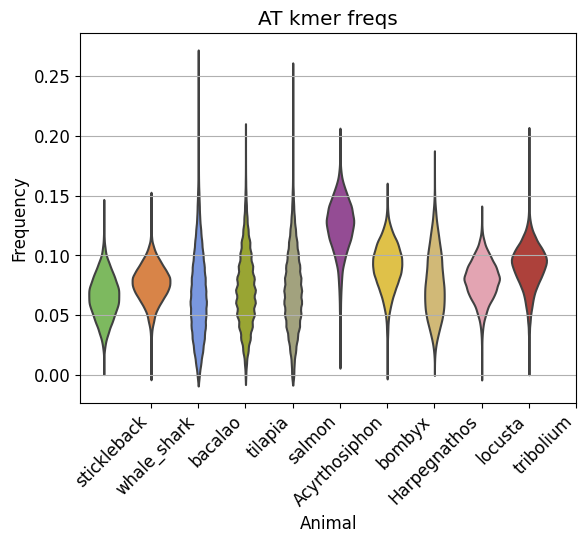 AT kmer freqs
Frequency
0.25
0.20
0.15
0.10
0.05
0.00
stickleback
whale_shark
bacalao
tilapia
salmon
Acyrthosiphon
bombyx
Harpegnathos
locusta
tribolium
Animal